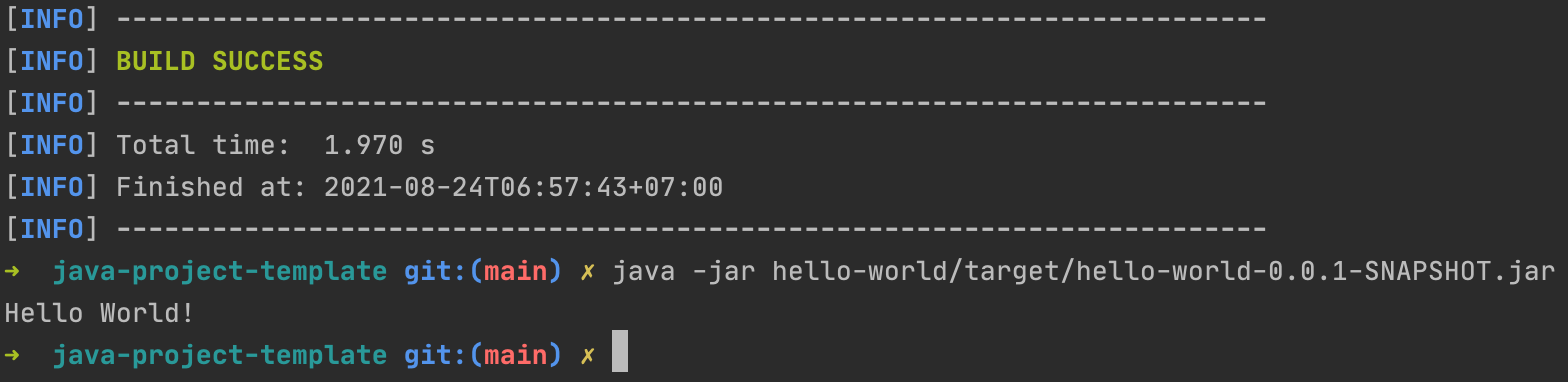 [INFO] ------------------------------------------------------------------------
[INFO] BUILD SUCCESS
[INFO] ------------------------------------------------------------------------
[INFO] Total time:  1.970 s
[INFO] Finished at: 2021-08-24T06:57:43+07:00
[INFO] ------------------------------------------------------------------------
➜  java-project-template git:(main) ✗ java -jar hello-world/target/hello-world-0.0.1-SNAPSHOT.jar
Hello World!
➜  java-project-template git:(main) ✗